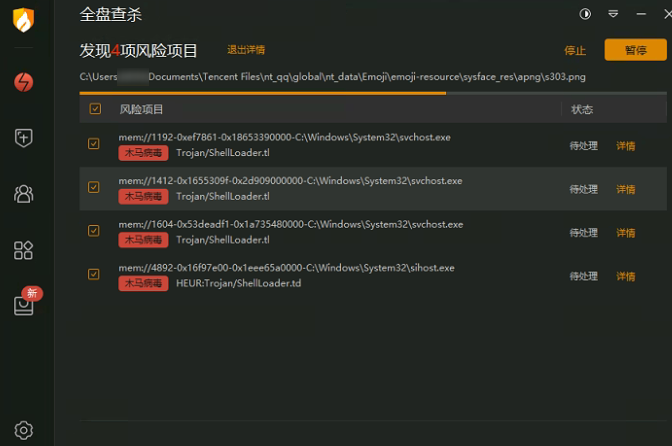 全盘查杀
发现4项风险项目 退出详情 停止 暂停
C:\Users Documents\Tencent Files\nt_qq\global\nt_data\Emoji\emoji-resource\sysface_res\apng\s303.png
风险项目 状态
mem://1192-0xef7861-0x18653390000-C:\Windows\System32\svchost.exe
木马病毒 Trojan/ShellLoader.tl 待处理 详情
mem://1412-0x1655309f-0x2d909000000-C:\Windows\System32\svchost.exe
木马病毒 Trojan/ShellLoader.tl 待处理 详情
mem://1604-0x53deadf1-0x1a735480000-C:\Windows\System32\svchost.exe
木马病毒 Trojan/ShellLoader.tl 待处理 详情
mem://4892-0x16f97e00-0x1eee65a0000-C:\Windows\System32\sihost.exe
木马病毒 HEUR:Trojan/ShellLoader.td 待处理 详情
新